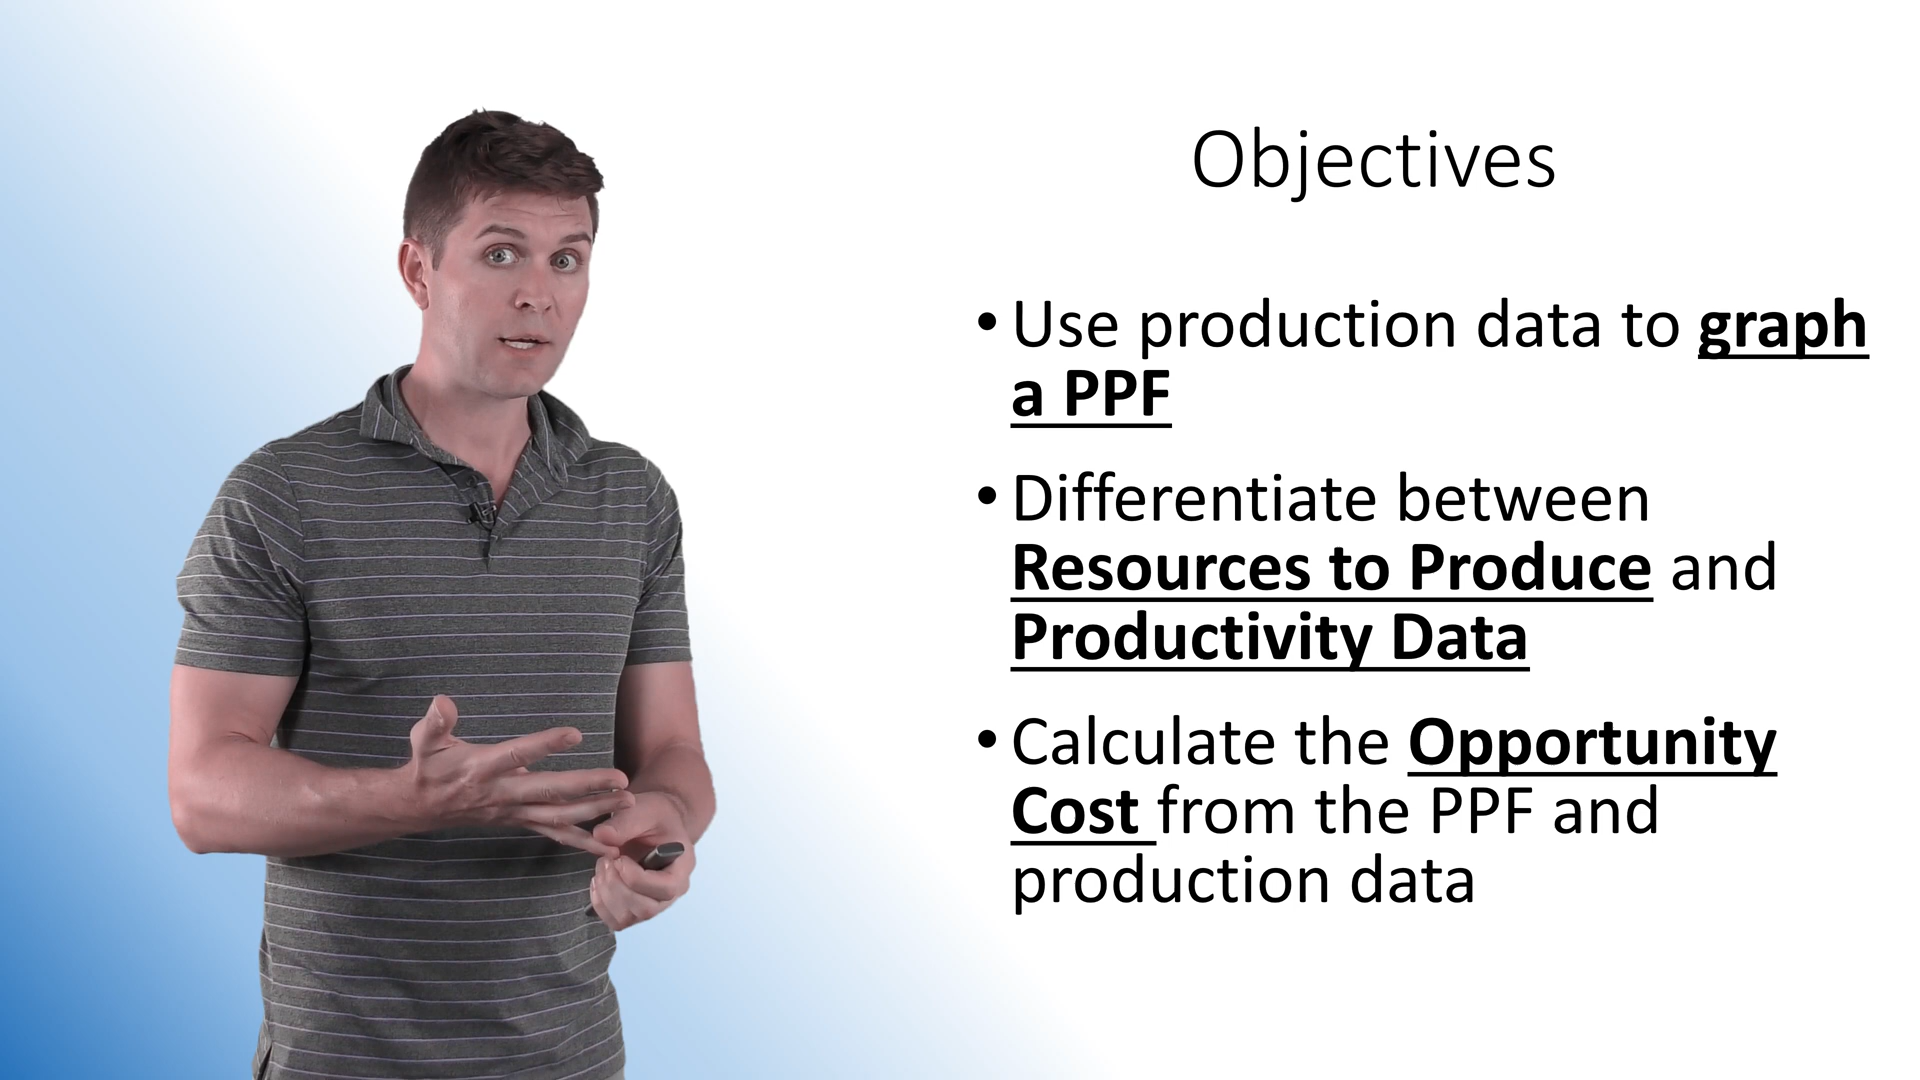 Objectives
• Use production data to graph
a PPF
• Differentiate between
Resources to Produce and
Productivity Data
• Calculate the Opportunity
Cost from the PPF and
production data